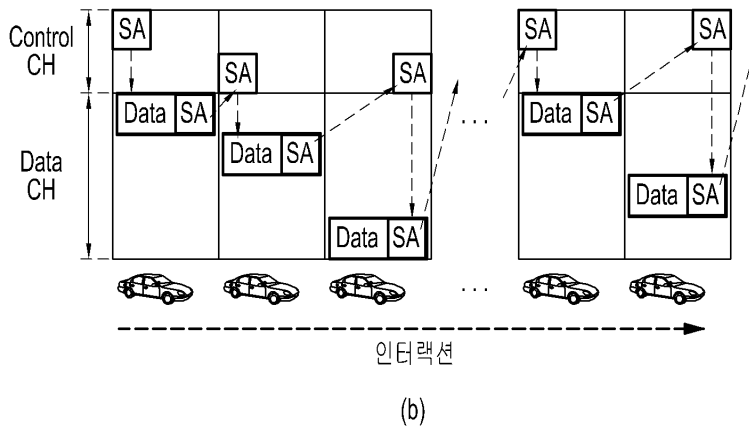 Control
CH
SA
SA
SA
SA
SA
Data
CH
Data SA
Data SA
Data SA
Data SA
Data SA
. . .
. . .
인터랙션
(b)